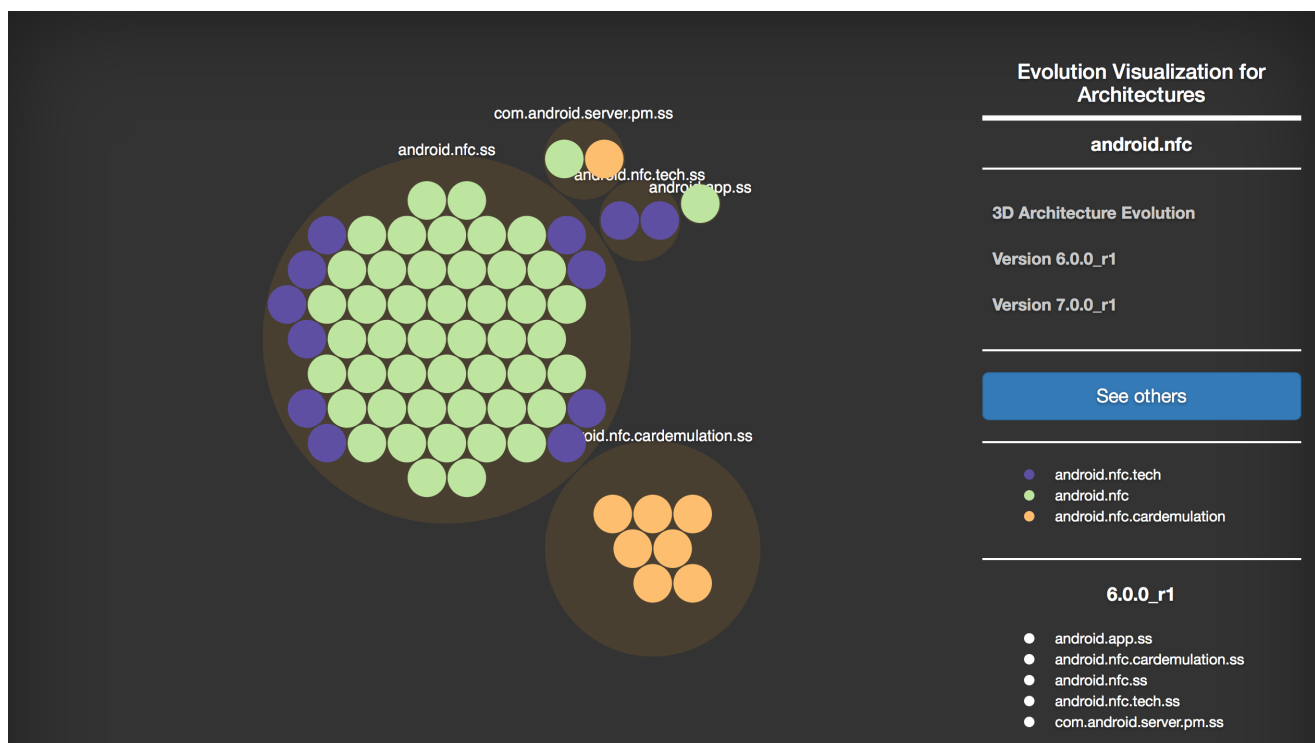 com.android.server.pm.ss
android.nfc.ss
android.nfc.tech.ss
android.app.ss
oid.nfc.cardemulation.ss
Evolution Visualization for
Architectures
android.nfc
3D Architecture Evolution
Version 6.0.0_r1
Version 7.0.0_r1
See others
android.nfc.tech
android.nfc
android.nfc.cardemulation
6.0.0_r1
android.app.ss
android.nfc.cardemulation.ss
android.nfc.ss
android.nfc.tech.ss
com.android.server.pm.ss